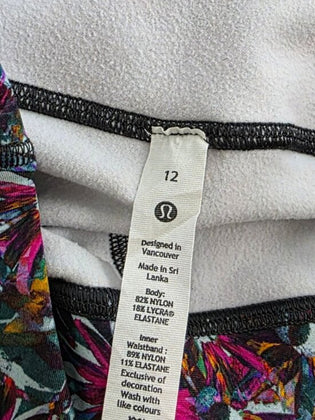 12
Designed in
Vancouver
Made in Sri
Lanka
Body:
82% NYLON
18% LYCRA®
ELASTANE
Inner
Waistband :
89% NYLON
11% ELASTANE
Exclusive of
decoration
Wash with
like colours